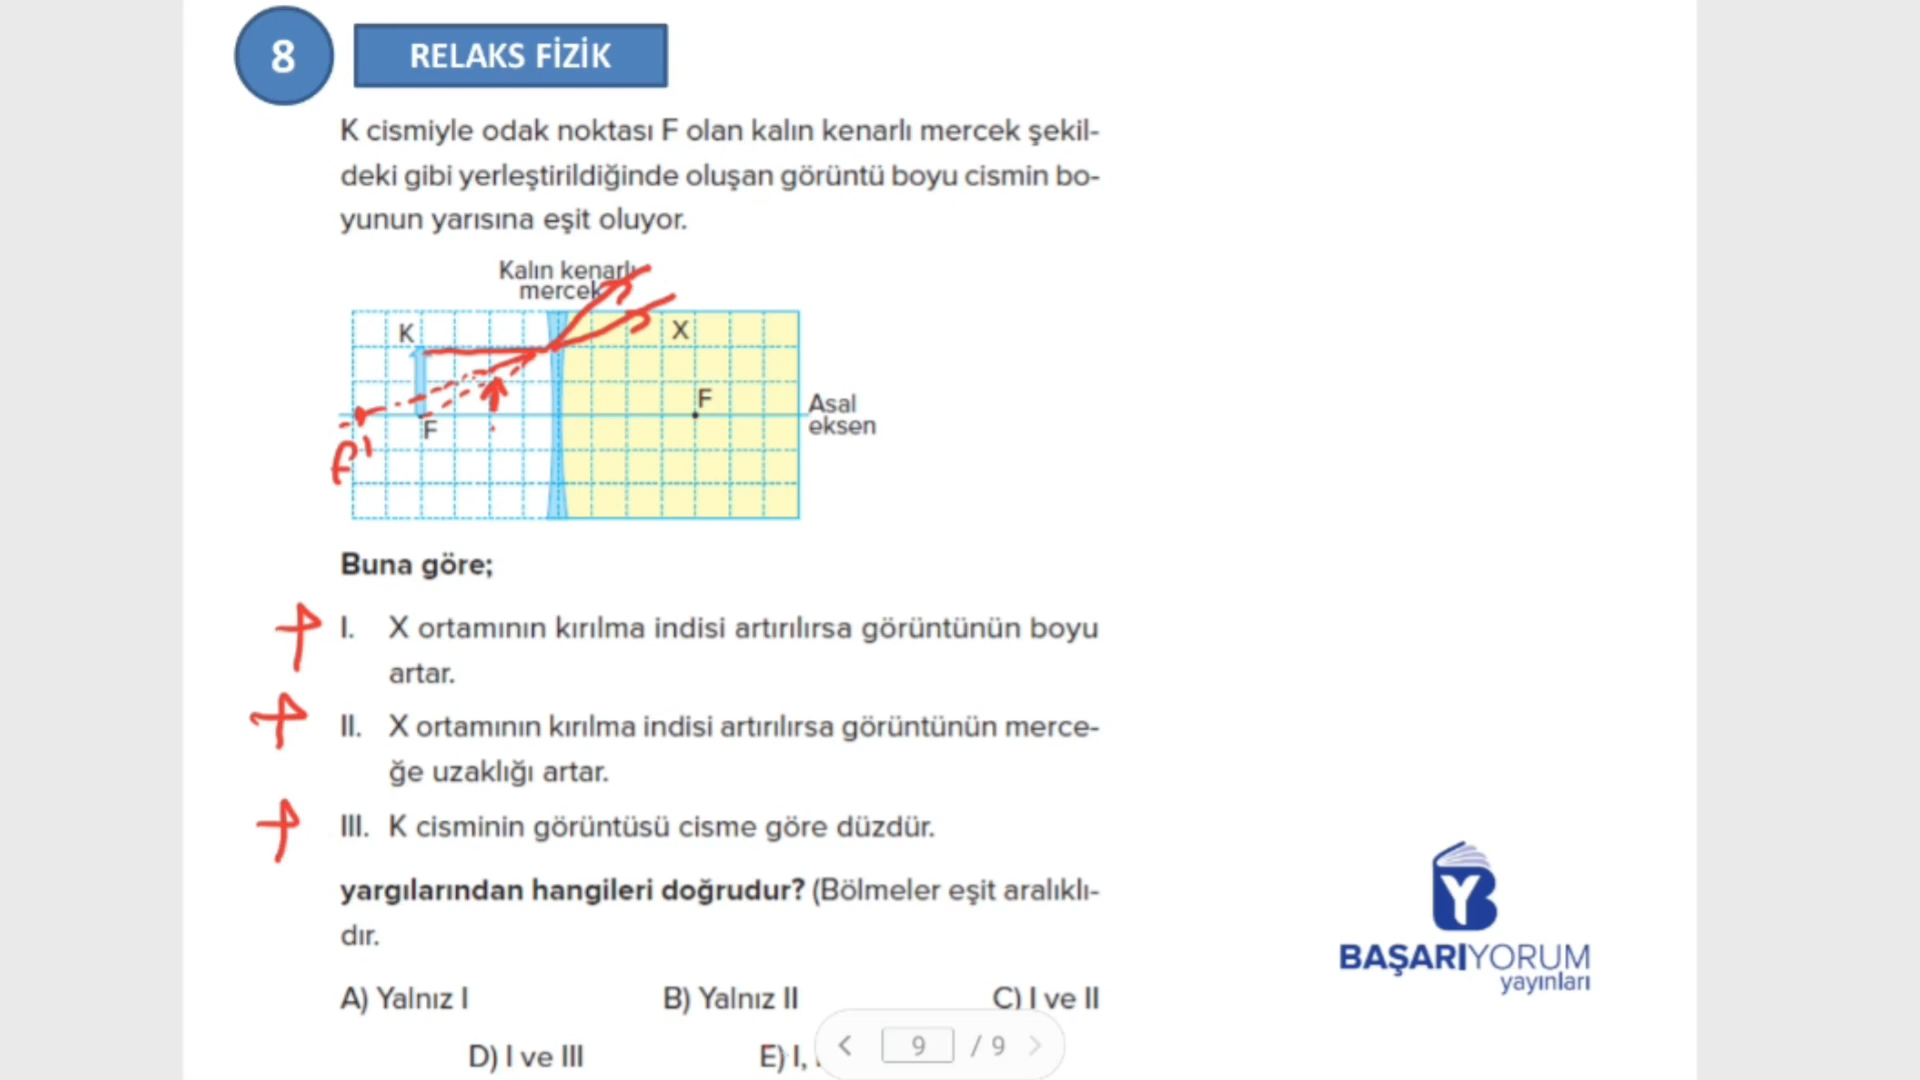 8
RELAKS FİZİK
K cismiyle odak noktası F olan kalın kenarlı mercek şekil-
deki gibi yerleştirildiğinde oluşan görüntü boyu cismin bo-
yunun yarısına eşit oluyor.
Kalın kenarlı
mercek
K
X
F
F
F'
Asal
eksen
Buna göre;
I. X ortamının kırılma indisi artırılırsa görüntünün boyu
artar.
II. X ortamının kırılma indisi artırılırsa görüntünün merce-
ğe uzaklığı artar.
III. K cisminin görüntüsü cisme göre düzdür.
yargılarından hangileri doğrudur? (Bölmeler eşit aralıklı-
dır.
A) Yalnız I
B) Yalnız II
C) I ve II
D) I ve III
E) I,
9 / 9
BAŞARIYORUM
yayınları